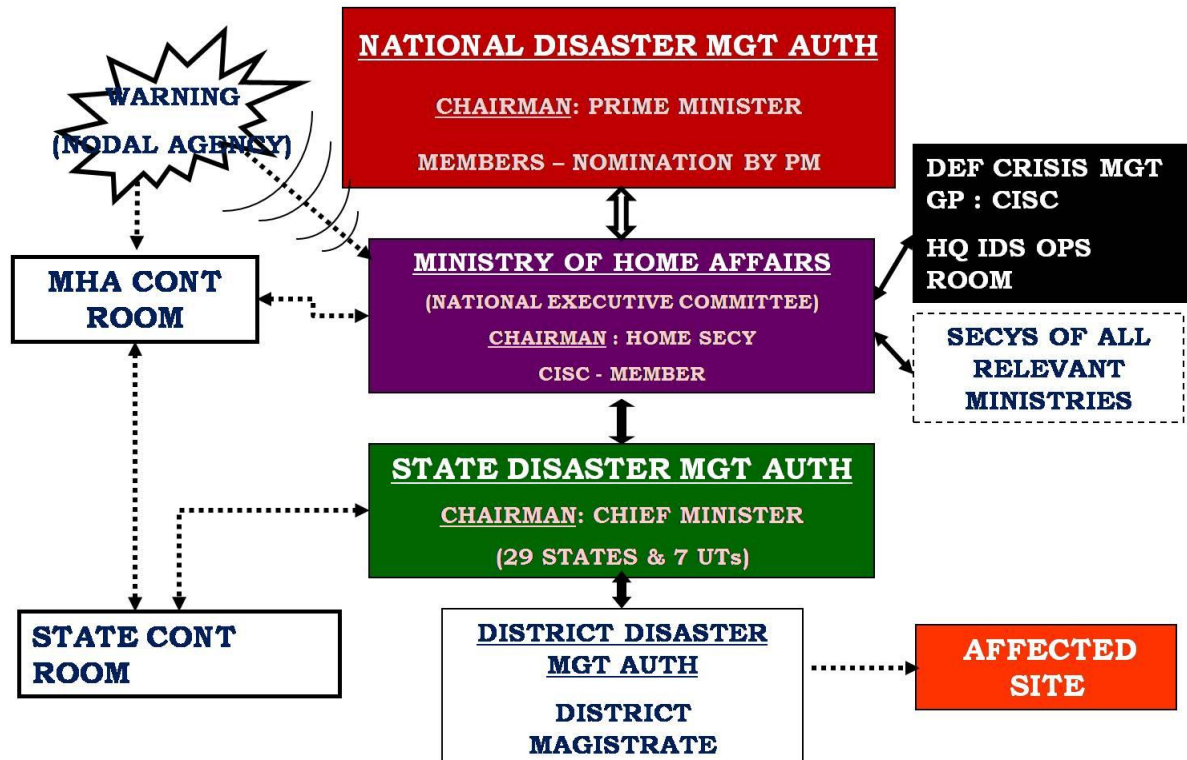 NATIONAL DISASTER MGT AUTH
CHAIRMAN: PRIME MINISTER
MEMBERS – NOMINATION BY PM
WARNING
(NODAL AGENCY)
DEF CRISIS MGT
GP : CISC
HQ IDS OPS
ROOM
MHA CONT
ROOM
MINISTRY OF HOME AFFAIRS
(NATIONAL EXECUTIVE COMMITTEE)
CHAIRMAN : HOME SECY
CISC - MEMBER
SECYS OF ALL
RELEVANT
MINISTRIES
STATE DISASTER MGT AUTH
CHAIRMAN: CHIEF MINISTER
(29 STATES & 7 UTs)
STATE CONT
ROOM
DISTRICT DISASTER
MGT AUTH
DISTRICT
MAGISTRATE
AFFECTED
SITE